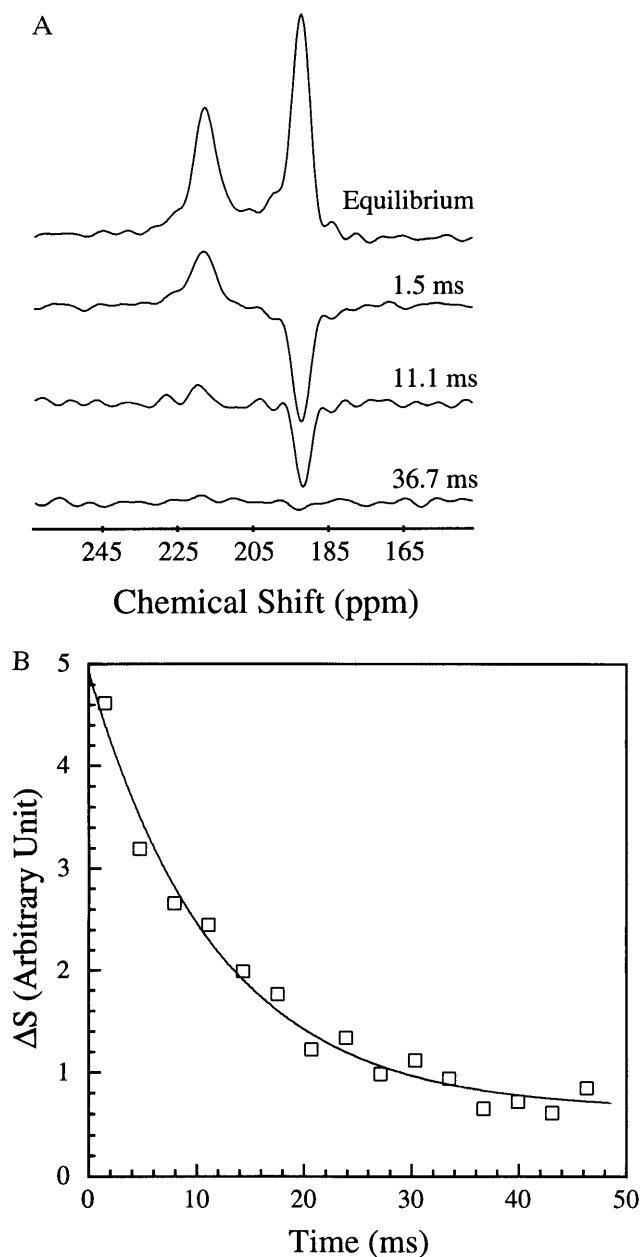 A
Equilibrium
1.5 ms
11.1 ms
36.7 ms
245 225 205 185 165
Chemical Shift (ppm)
B
5
4
3
2
1
0
ΔS (Arbitrary Unit)
0 10 20 30 40 50
Time (ms)